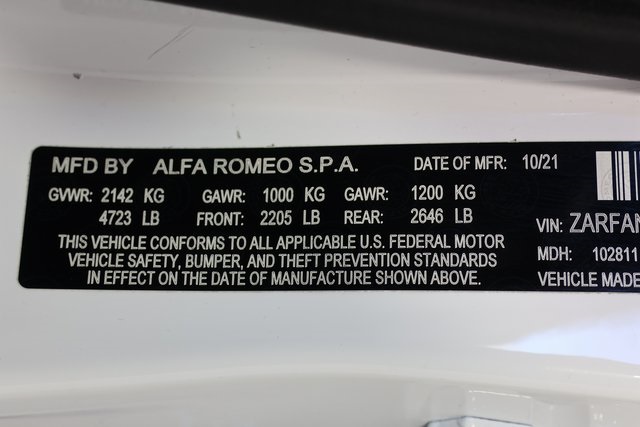 MFD BY ALFA ROMEO S.P.A. DATE OF MFR: 10/21
GVWR: 2142 KG GAWR: 1000 KG GAWR: 1200 KG
4723 LB FRONT: 2205 LB REAR: 2646 LB
THIS VEHICLE CONFORMS TO ALL APPLICABLE U.S. FEDERAL MOTOR
VEHICLE SAFETY, BUMPER, AND THEFT PREVENTION STANDARDS
IN EFFECT ON THE DATE OF MANUFACTURE SHOWN ABOVE.
VIN: ZARFAN
MDH: 102811
VEHICLE MADE